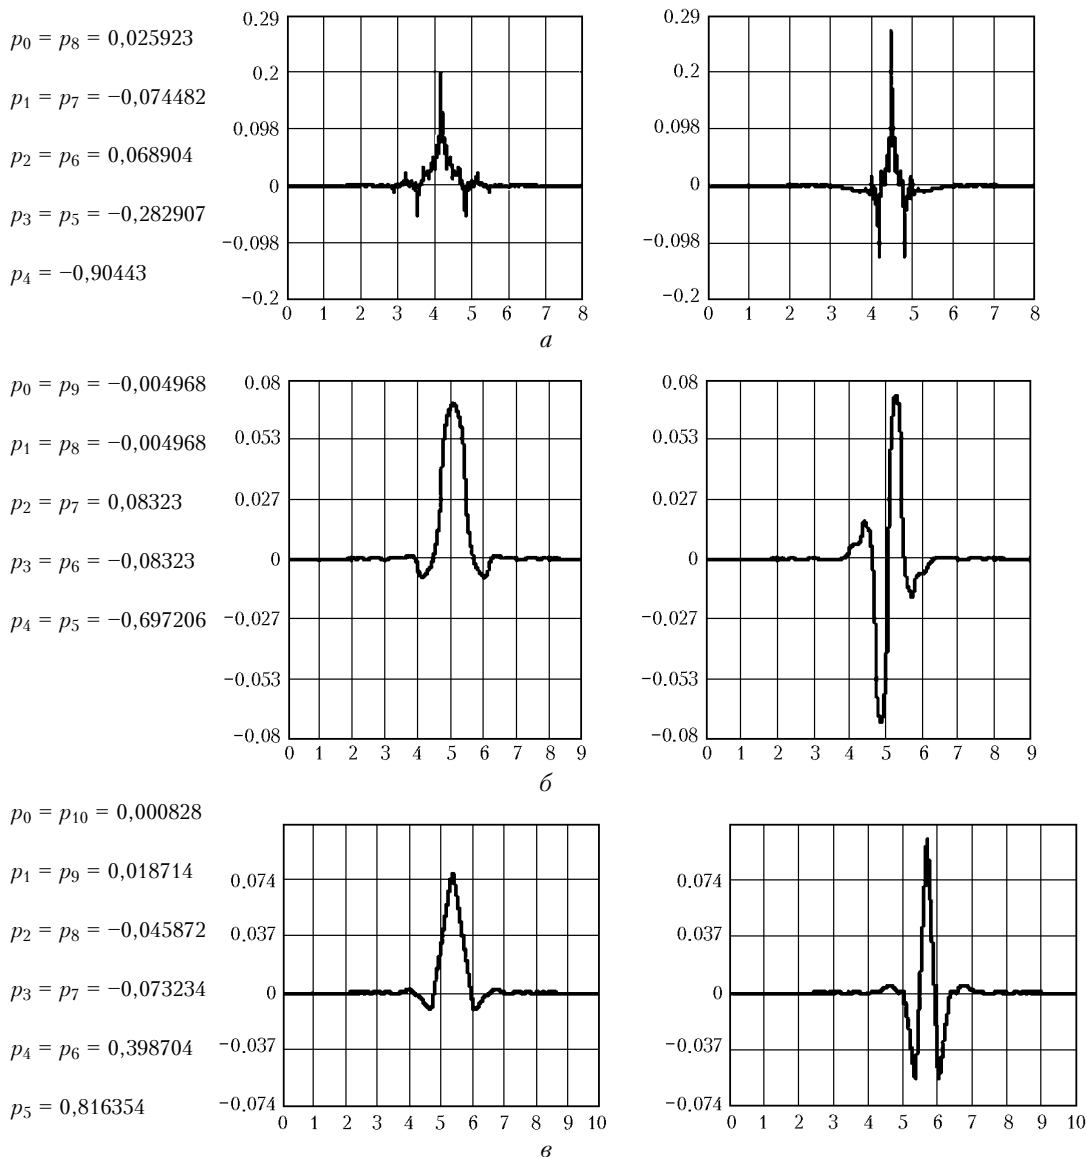 p0 = p8 = 0,025923
p1 = p7 = −0,074482
p2 = p6 = 0,068904
p3 = p5 = −0,282907
p4 = −0,90443
0.29
0.2
0.098
0
−0.098
−0.2
0 1 2 3 4 5 6 7 8
0.29
0.2
0.098
0
−0.098
−0.2
0 1 2 3 4 5 6 7 8
а
p0 = p9 = −0,004968
p1 = p8 = −0,004968
p2 = p7 = 0,08323
p3 = p6 = −0,08323
p4 = p5 = −0,697206
0.08
0.053
0.027
0
−0.027
−0.053
−0.08
0 1 2 3 4 5 6 7 8 9
0.08
0.053
0.027
0
−0.027
−0.053
−0.08
0 1 2 3 4 5 6 7 8 9
б
p0 = p10 = 0,000828
p1 = p9 = 0,018714
p2 = p8 = −0,045872
p3 = p7 = −0,073234
p4 = p6 = 0,398704
p5 = 0,816354
0.074
0.037
0
−0.037
−0.074
0 1 2 3 4 5 6 7 8 9 10
0.074
0.037
0
−0.037
−0.074
0 1 2 3 4 5 6 7 8 9 10
в